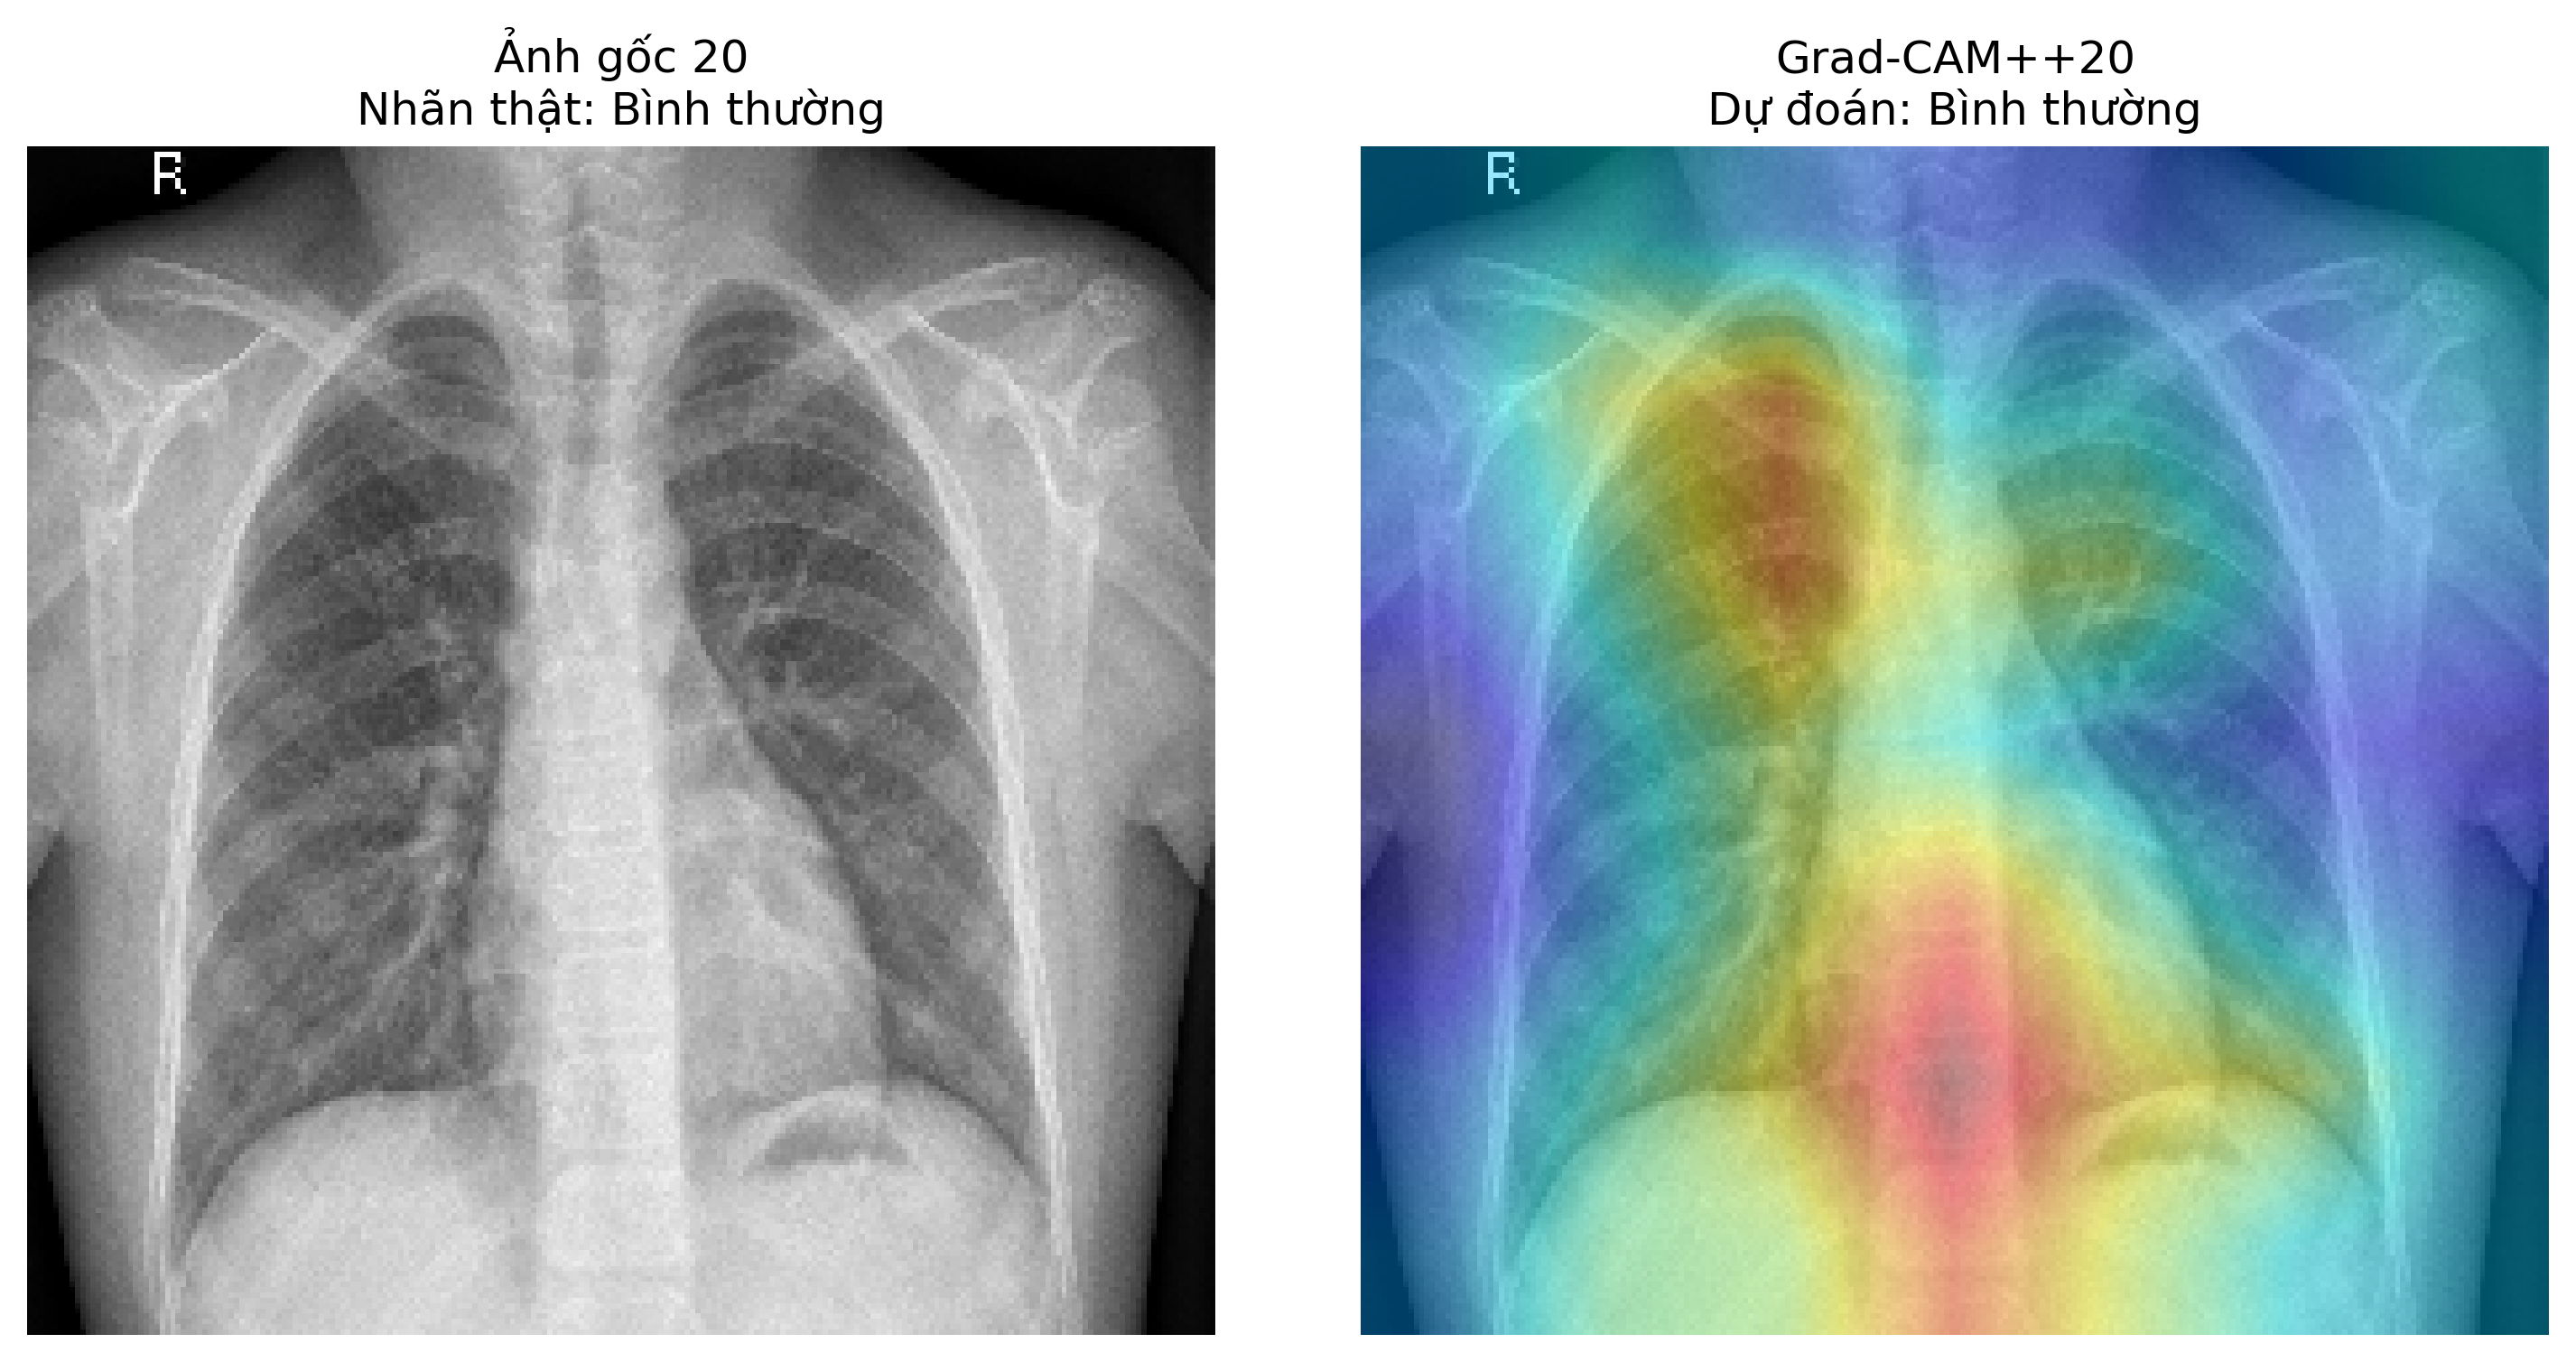 Ảnh gốc 20
Nhãn thật: Bình thường
R
Grad-CAM++20
Dự đoán: Bình thường
R